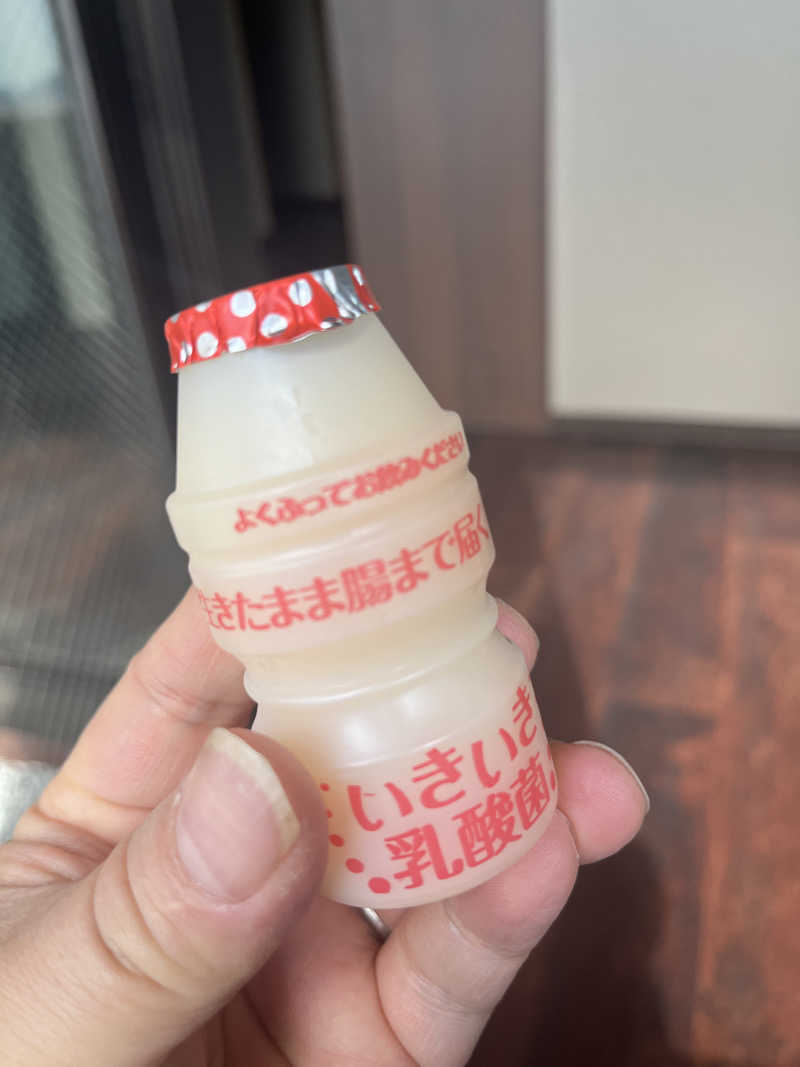 よくふってお飲みください
生きたまま腸まで届く
いきいき
乳酸菌